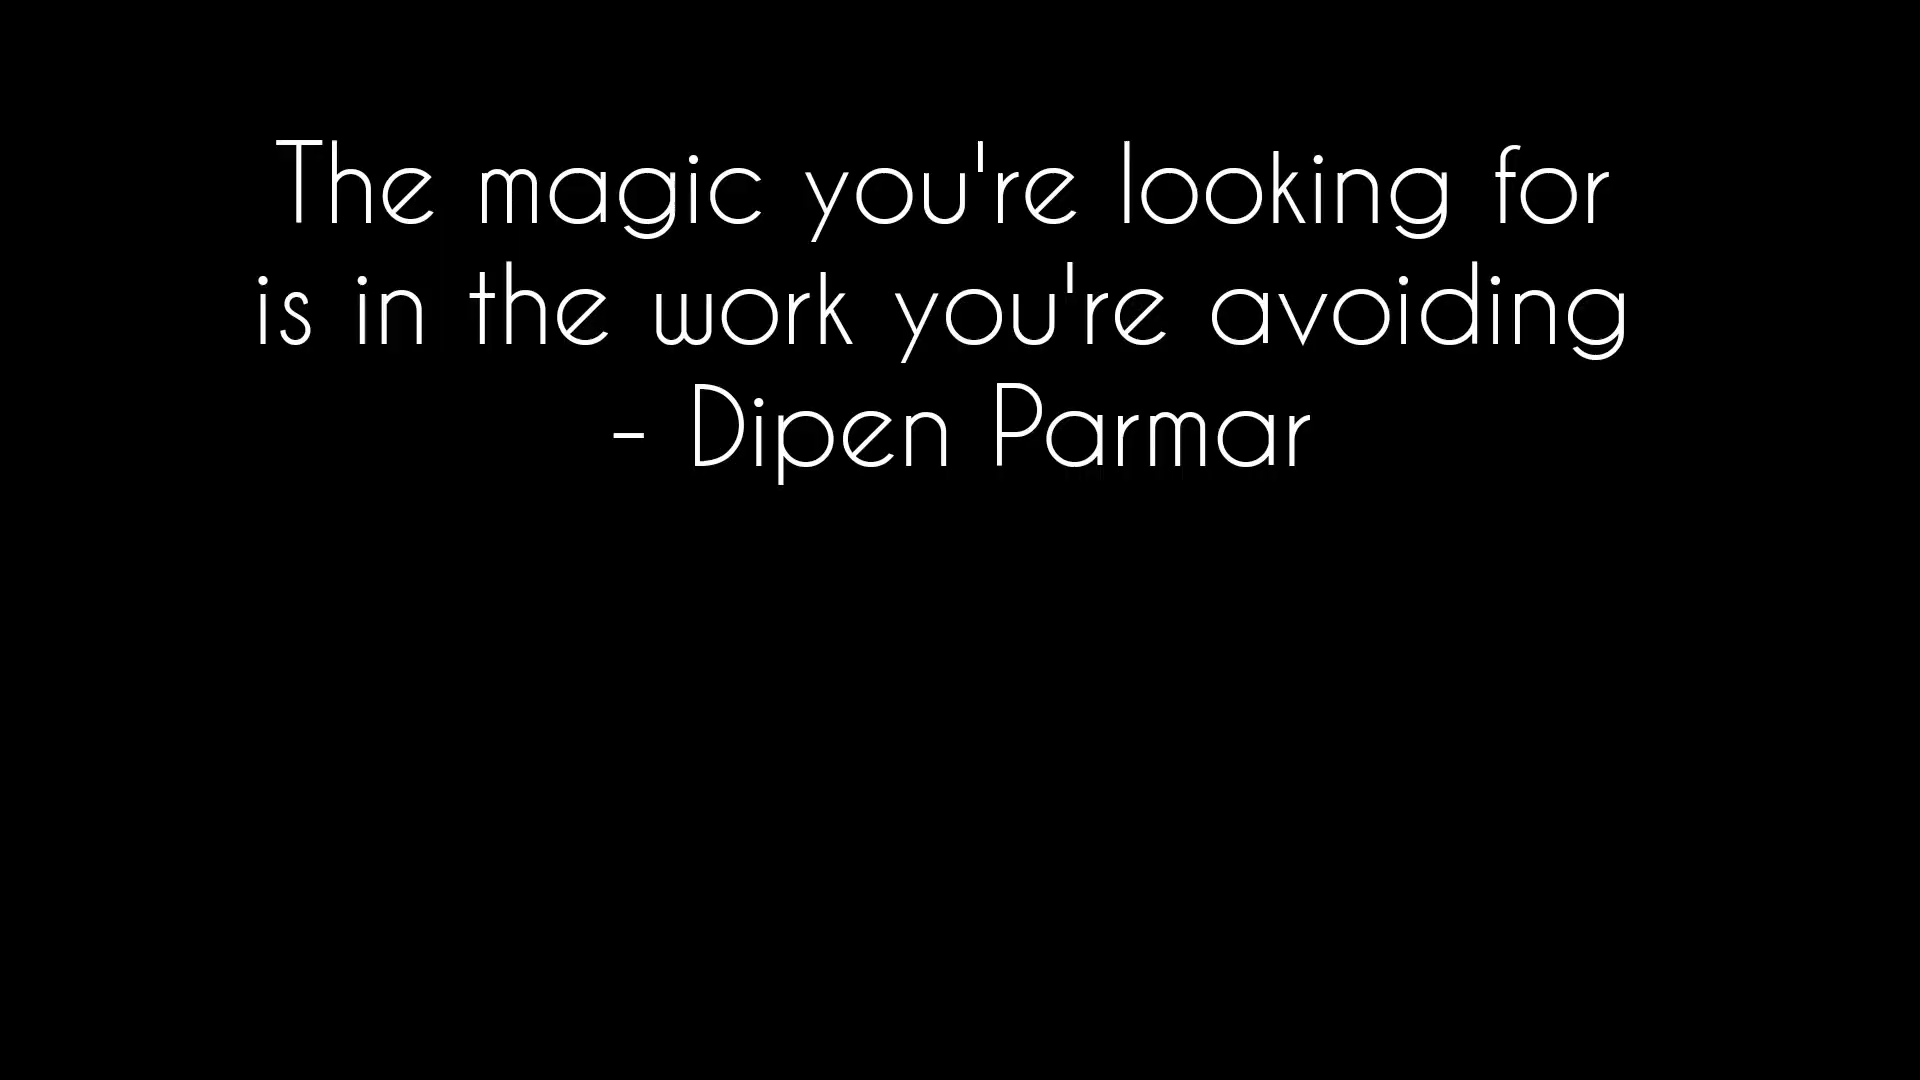 The magic you're looking for
is in the work you're avoiding
- Dipen Parmar